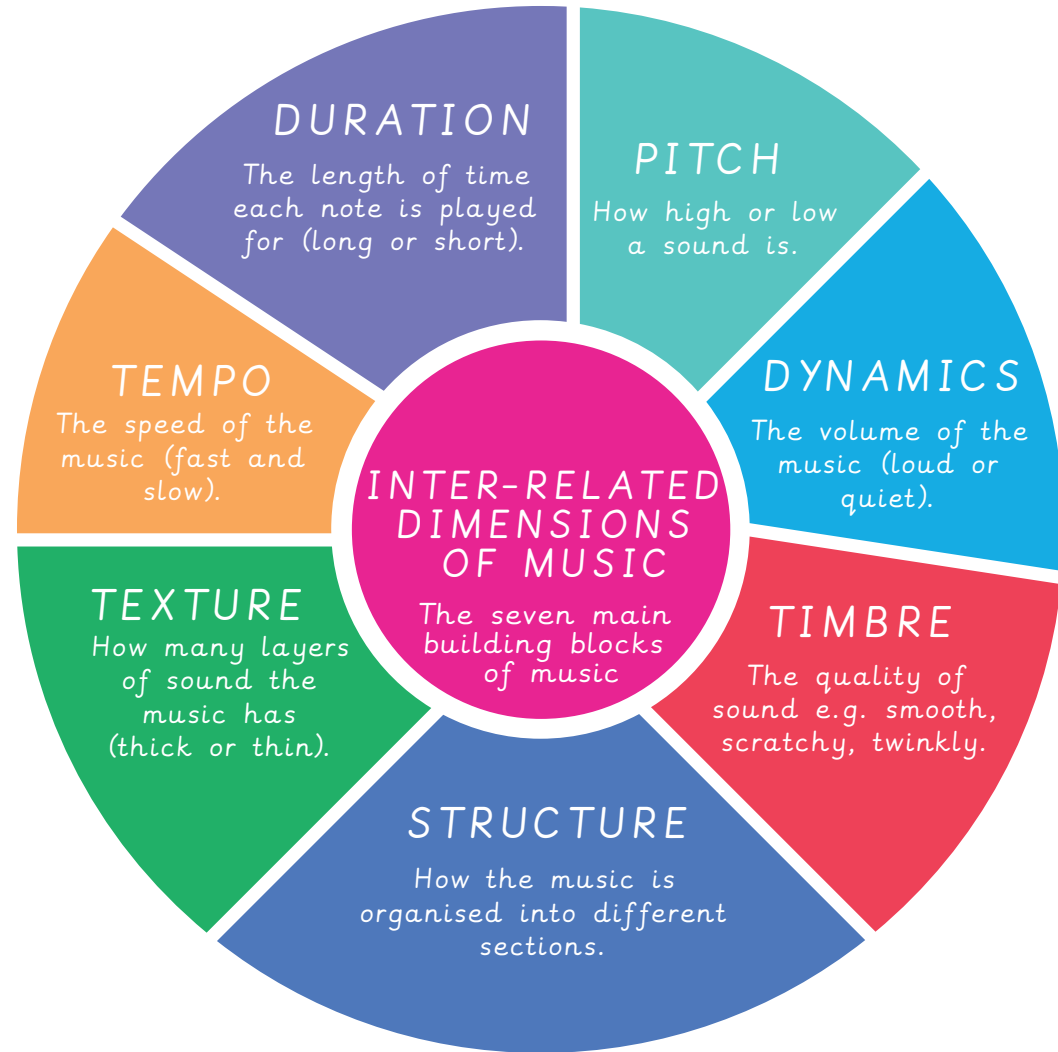 DURATION
The length of time
each note is played
for (long or short).
PITCH
How high or low
a sound is.
DYNAMICS
The volume of the
music (loud or
quiet).
TIMBRE
The quality of
sound e.g. smooth,
scratchy, twinkly.
STRUCTURE
How the music is
organised into different
sections.
TEXTURE
How many layers
of sound the
music has
(thick or thin).
TEMPO
The speed of the
music (fast and
slow).
INTER-RELATED
DIMENSIONS
OF MUSIC
The seven main
building blocks
of music